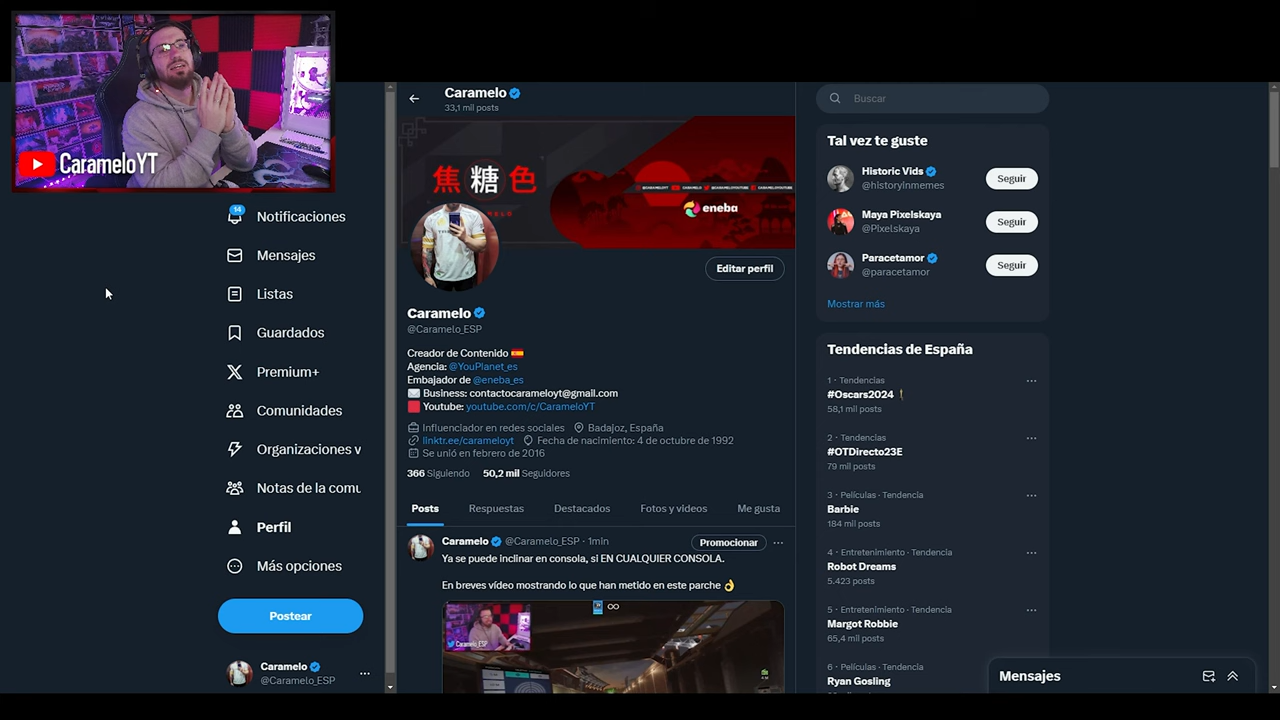 CarameloYT
14
Notificaciones
Mensajes
Listas
Guardados
Premium+
Comunidades
Organizaciones v
Notas de la comu
Perfil
Más opciones
Postear
Caramelo
@Caramelo_ESP
Caramelo
33,1 mil posts
焦糖色
eneba
Editar perfil
Caramelo
@Caramelo_ESP
Creador de Contenido
Agencia: @YouPlanet_es
Embajador de @eneba_es
Business: contactocarameloyt@gmail.com
Youtube: youtube.com/c/CarameloYT
Influenciador en redes sociales Badajoz, España
linktr.ee/carameloyt Fecha de nacimiento: 4 de octubre de 1992
Se unió en febrero de 2016
366 Siguiendo 50,2 mil Seguidores
Posts Respuestas Destacados Fotos y videos Me gusta
Caramelo @Caramelo_ESP · 1min
Promocionar
Ya se puede inclinar en consola, si EN CUALQUIER CONSOLA.
En breves vídeo mostrando lo que han metido en este parche 👌
Caramelo_ESP
Buscar
Tal vez te guste
Historic Vids
@historyinmemes
Seguir
Maya Pixelskaya
@Pixelskaya
Seguir
Paracetamor
@paracetamor
Seguir
Mostrar más
Tendencias de España
1 · Tendencias
#Oscars2024
58,1 mil posts
2 · Tendencias
#OTDirecto23E
79 mil posts
3 · Películas · Tendencia
Barbie
184 mil posts
4 · Entretenimiento · Tendencia
Robot Dreams
5.423 posts
5 · Entretenimiento · Tendencia
Margot Robbie
65,4 mil posts
6 · Películas · Tendencia
Ryan Gosling
Mensajes